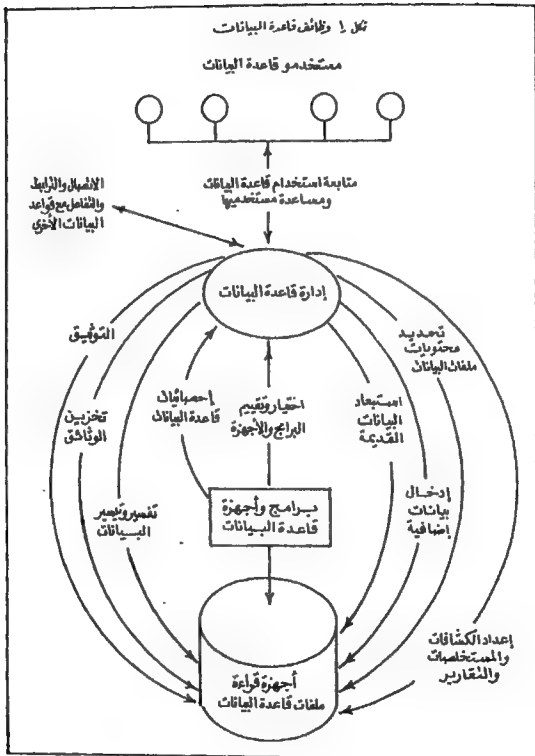 شكل ١ وظائف قاعدة البيانات
مستخدمو قاعدة البيانات
متابعة استخدام قاعدة البيانات
ومساعدة مستخدميها
الاتصال والترابط
والتفاعل مع قواعد
البيانات الأخرى
إدارة قاعدة البيانات
تحديد
محتويات
ملفات البيانات
التوثيق
استبعاد
البيانات
القديمة
اختيار وتقييم
البرامج والأجهزة
إحصائيات
قاعدة البيانات
تخزين
الوثائق
إدخال
بيانات
إضافية
برامج وأجهزة
قاعدة البيانات
تفسير وتيسير
البيانات
إعداد الكشافات
والمستخلصات
والتقارير
أجهزة قراءة
ملفات قاعدة البيانات